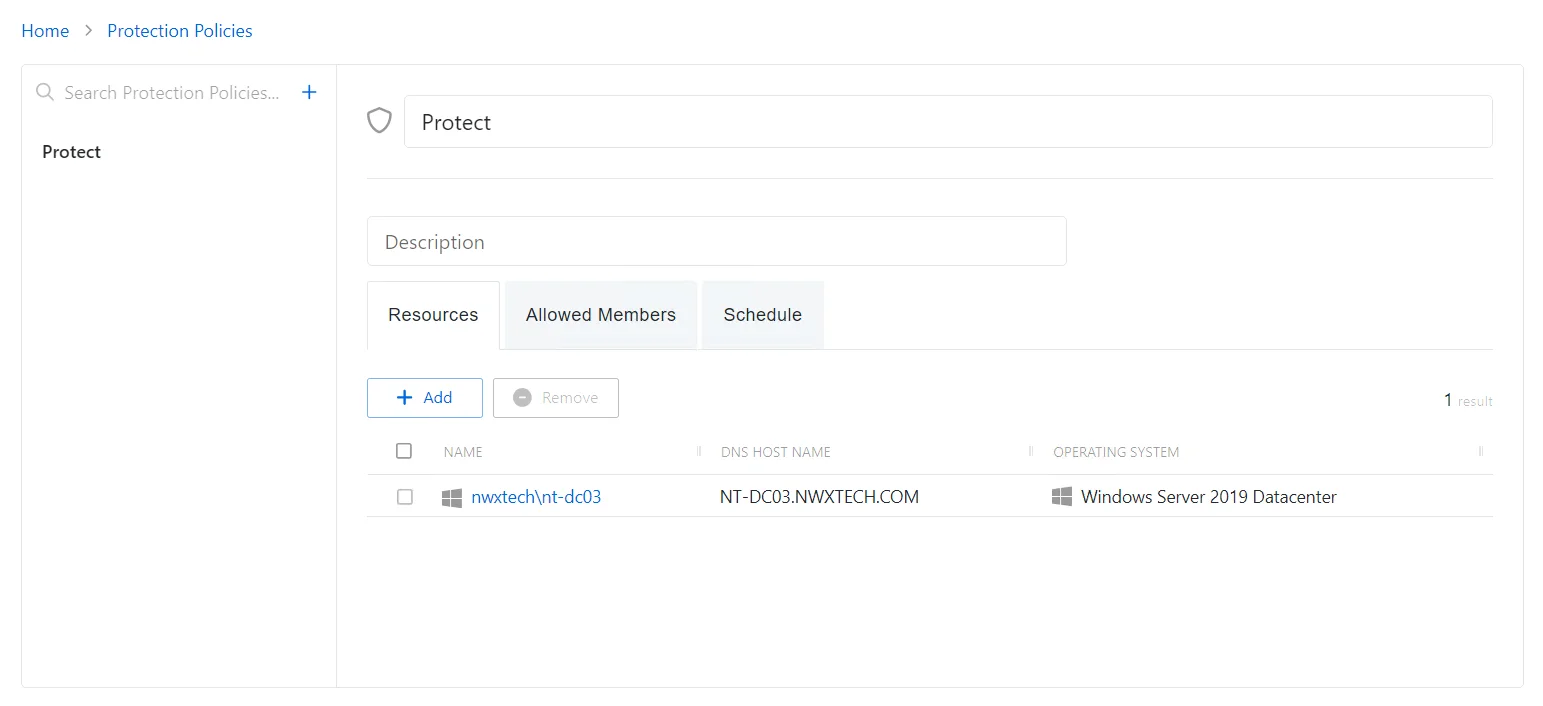 Home > Protection Policies
Search Protection Policies...
Protect
Protect
Description
Resources Allowed Members Schedule
Add Remove 1 result
NAME DNS HOST NAME OPERATING SYSTEM
nwxtech\nt-dc03 NT-DC03.NWXTECH.COM Windows Server 2019 Datacenter